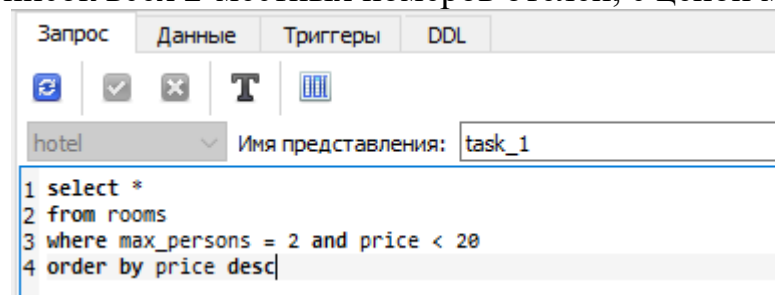 Запрос Данные Триггеры DDL
hotel Имя представления: task_1
1 select *
2 from rooms
3 where max_persons = 2 and price < 20
4 order by price desc